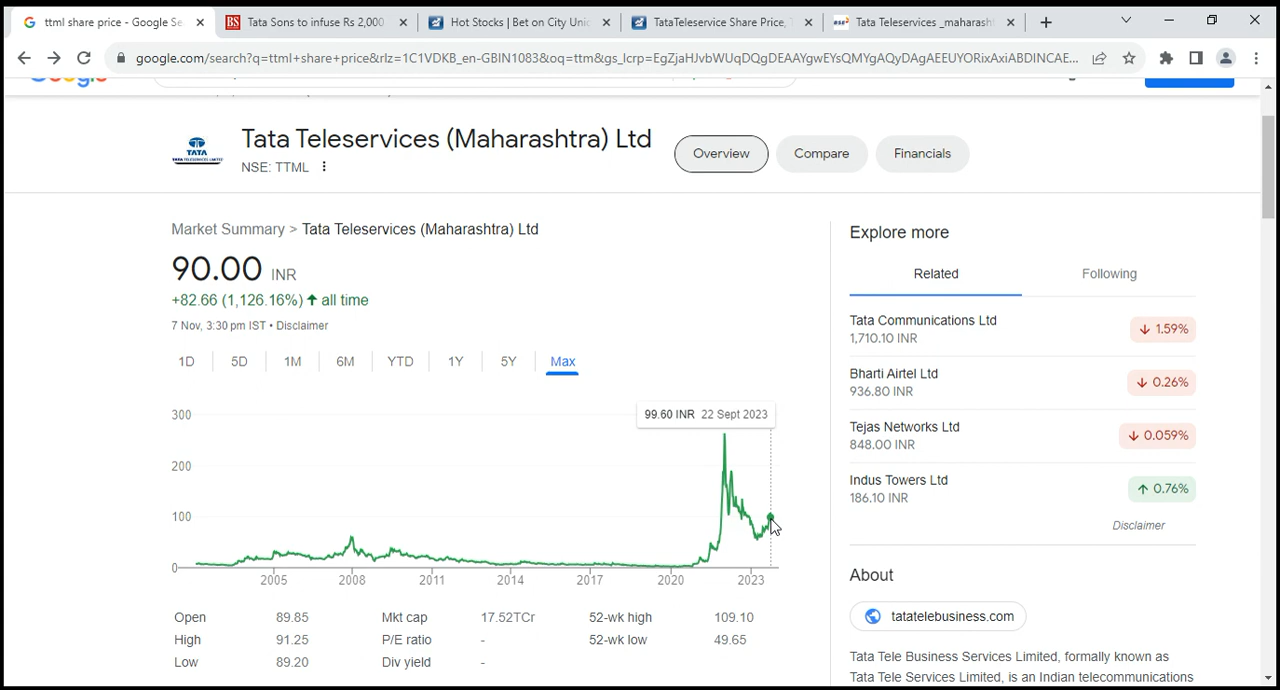 ttml share price - Google Se
Tata Sons to infuse Rs 2,000
Hot Stocks | Bet on City Unio
TataTeleservice Share Price,
Tata Teleservices _maharasht
google.com/search?q=ttml+share+price&rlz=1C1VDKB_en-GBIN1083&oq=ttm&gs_lcrp=EgZjaHJvbWUqDQgDEAAYgwEYsQMYgAQyDAgAEEUYORixAxiABDINCAE...
Tata Teleservices (Maharashtra) Ltd
NSE: TTML
Overview
Compare
Financials
Market Summary > Tata Teleservices (Maharashtra) Ltd
90.00 INR
+82.66 (1,126.16%) ↑ all time
7 Nov, 3:30 pm IST • Disclaimer
1D 5D 1M 6M YTD 1Y 5Y Max
99.60 INR 22 Sept 2023
300
200
100
0
2005 2008 2011 2014 2017 2020 2023
Open 89.85 Mkt cap 17.52TCr 52-wk high 109.10
High 91.25 P/E ratio - 52-wk low 49.65
Low 89.20 Div yield -
Explore more
Related Following
Tata Communications Ltd
1,710.10 INR
↓ 1.59%
Bharti Airtel Ltd
936.80 INR
↓ 0.26%
Tejas Networks Ltd
848.00 INR
↓ 0.059%
Indus Towers Ltd
186.10 INR
↑ 0.76%
Disclaimer
About
tatatelebusiness.com
Tata Tele Business Services Limited, formally known as
Tata Tele Services Limited, is an Indian telecommunications